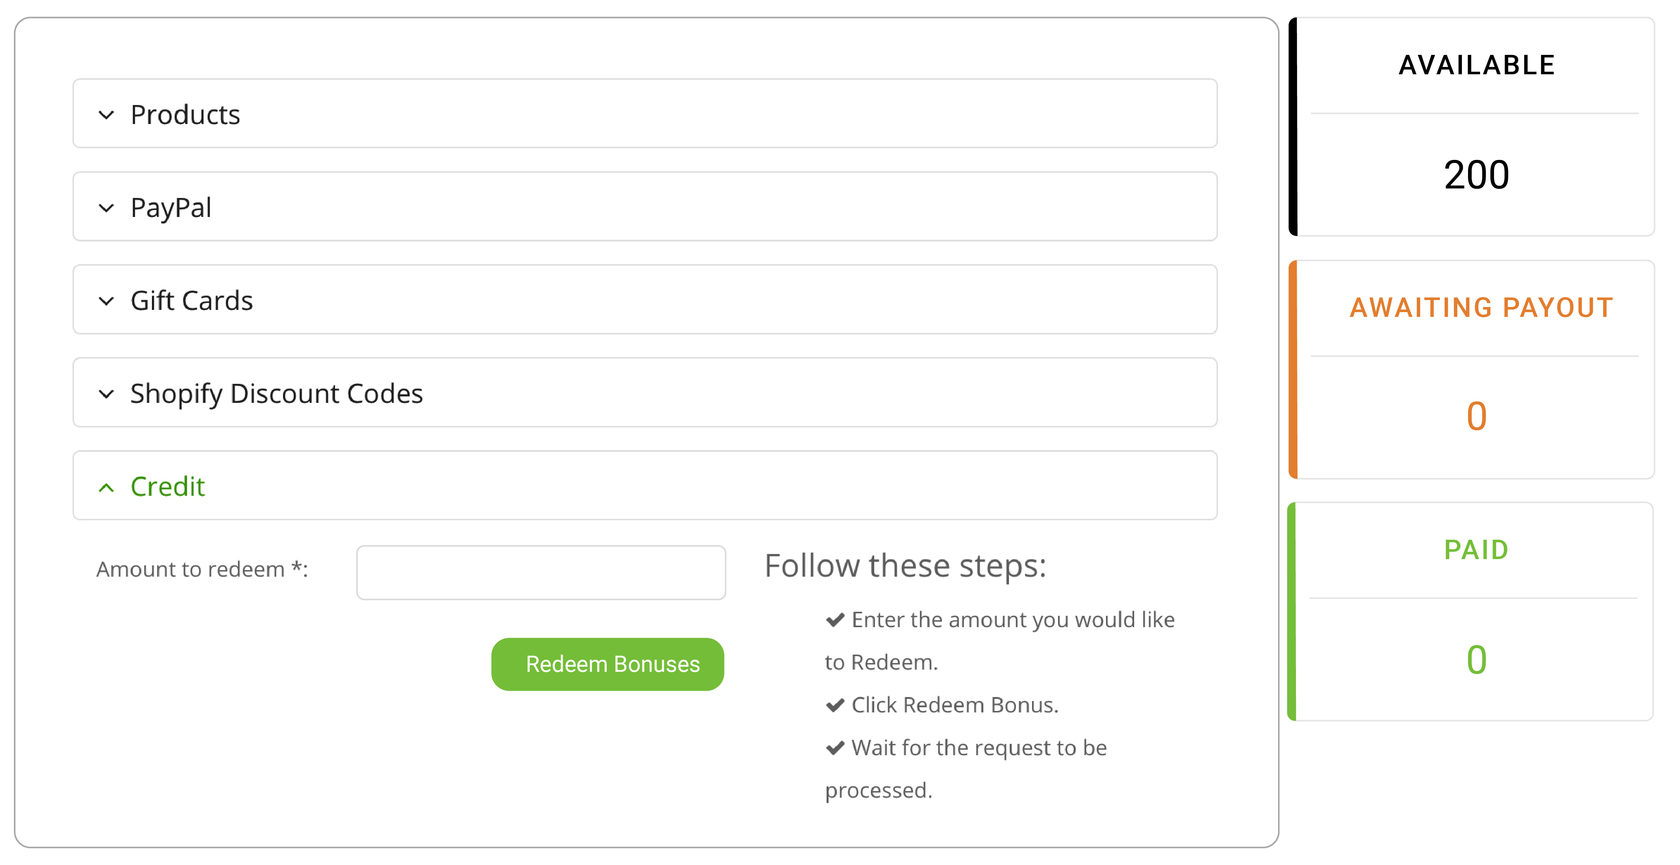 Products
PayPal
Gift Cards
Shopify Discount Codes
Credit
Amount to redeem *:
Redeem Bonuses
Follow these steps:
Enter the amount you would like
to Redeem.
Click Redeem Bonus.
Wait for the request to be
processed.
AVAILABLE
200
AWAITING PAYOUT
0
PAID
0